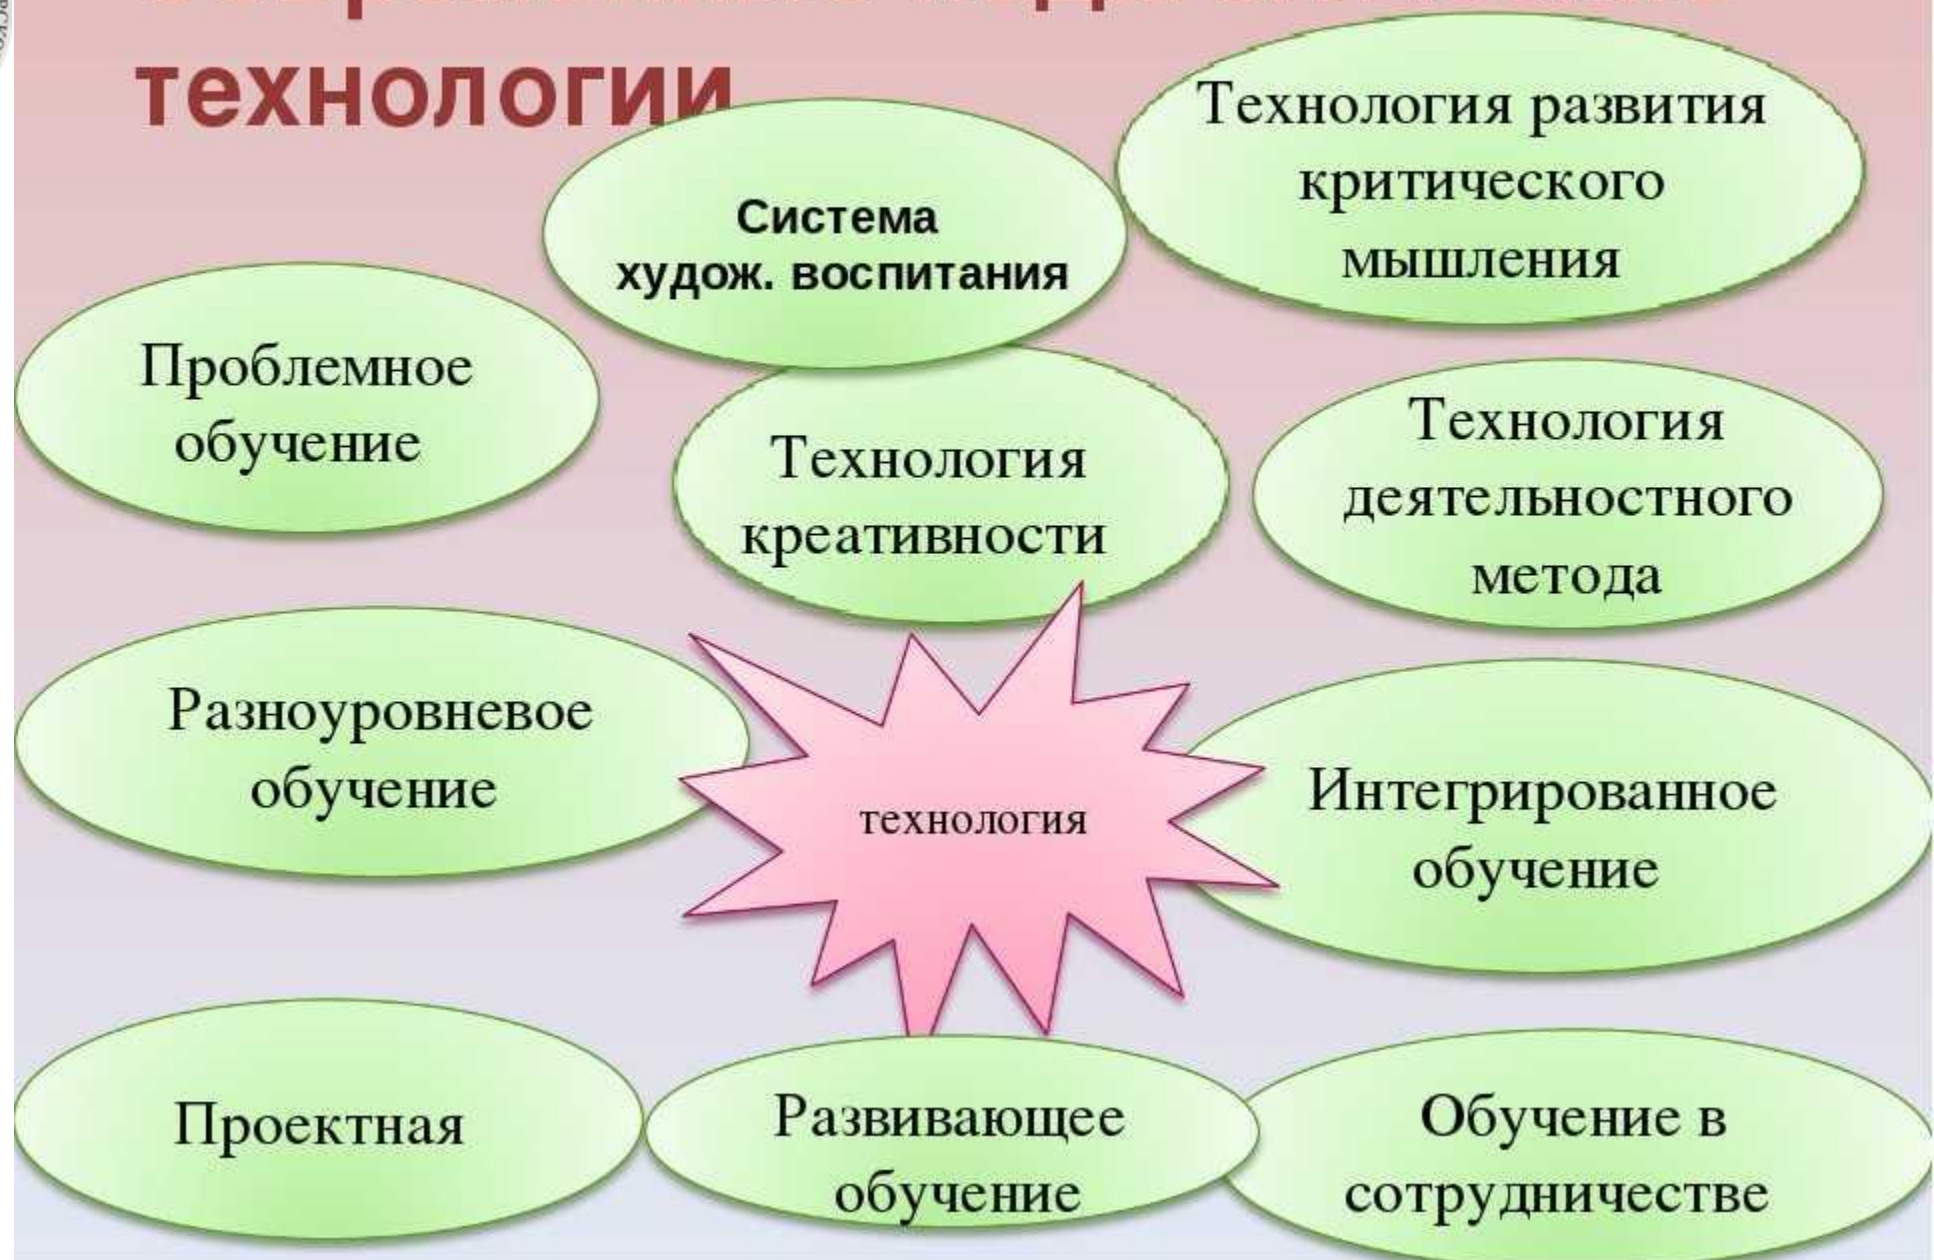 технологии
Система
худож. воспитания
Технология развития
критического
мышления
Проблемное
обучение
Технология
креативности
Технология
деятельностного
метода
Разноуровневое
обучение
технология
Интегрированное
обучение
Проектная
Развивающее
обучение
Обучение в
сотрудничестве